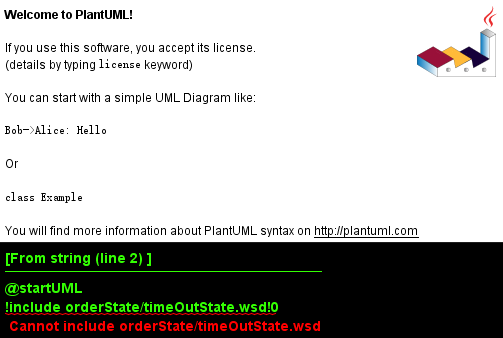 Welcome to PlantUML!
If you use this software, you accept its license.
(details by typing license keyword)
You can start with a simple UML Diagram like:
Bob->Alice: Hello
Or
class Example
You will find more information about PlantUML syntax on http://plantuml.com
[From string (line 2) ]
@startUML
!include orderState/timeOutState.wsd!0
Cannot include orderState/timeOutState.wsd